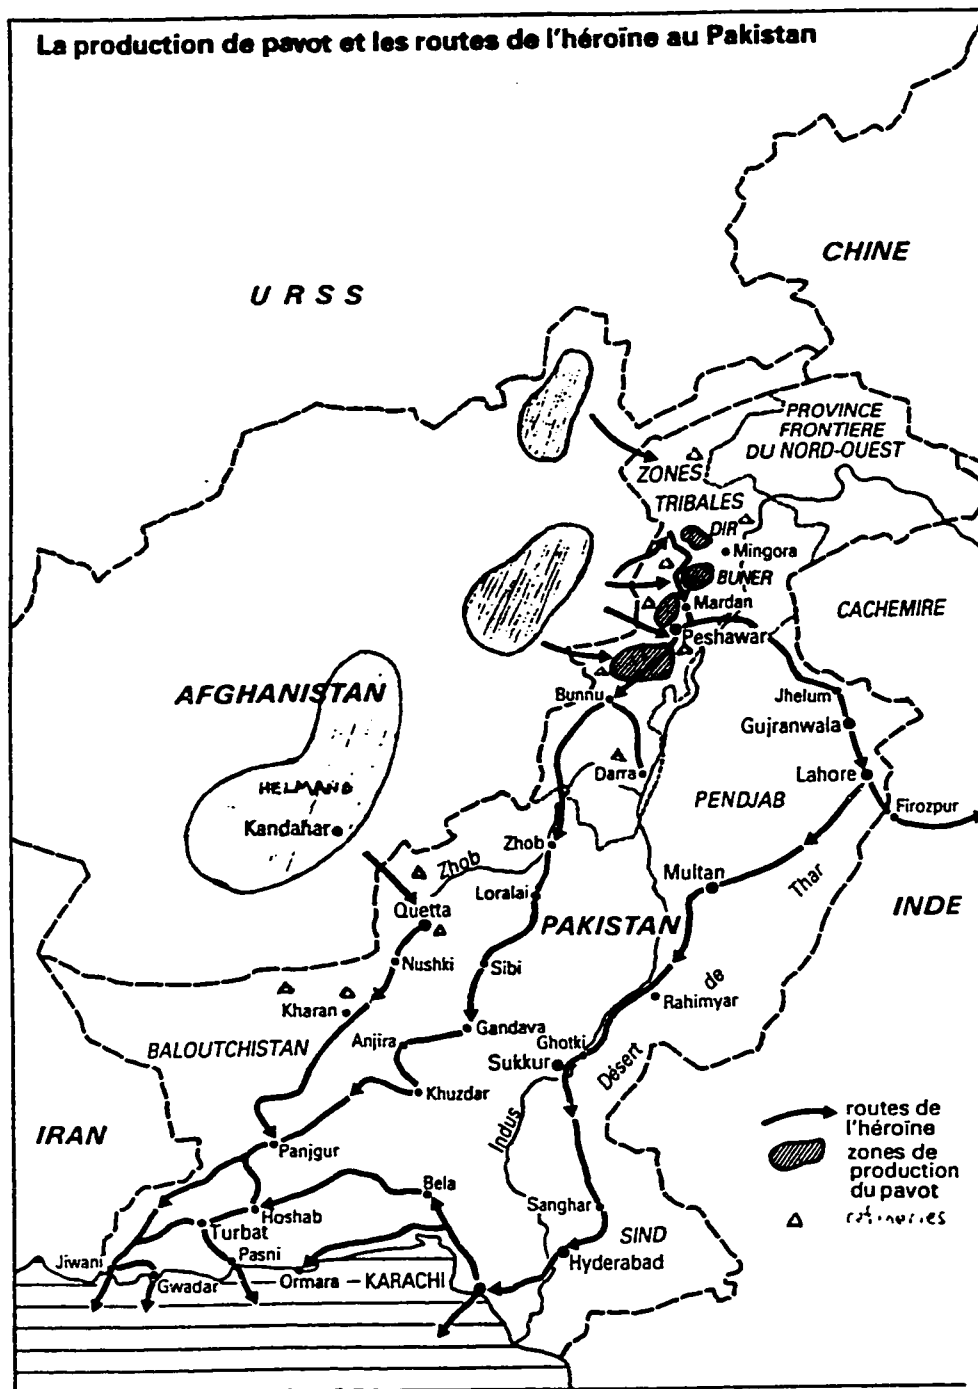 La production de pavot et les routes de l'héroïne au Pakistan
CHINE
URSS
PROVINCE
FRONTIERE
DU NORD-OUEST
ZONES
TRIBALES
DIR
Mingora
BUNER
Mardan
CACHEMIRE
Peshawar
AFGHANISTAN
Bunnu
Jhelum
Gujranwala
HELMAND
Darra
Lahore
PENDJAB
Firozpur
Kandahar
Zhob
Zhob
Multan
Thar
Loralai
INDE
Quetta
PAKISTAN
Nushki
Sibi
de
Rahimyar
Kharan
Gandava
Anjira
Ghotki
BALOUTCHISTAN
Sukkur
Désert
Khuzdar
Indus
routes de
l'héroïne
IRAN
Panjgur
zones de
production
du pavot
Bela
Sanghar
raffineries
Hoshab
Turbat
SIND
Pasni
Hyderabad
Jiwani
Ormara – KARACHI
Gwadar